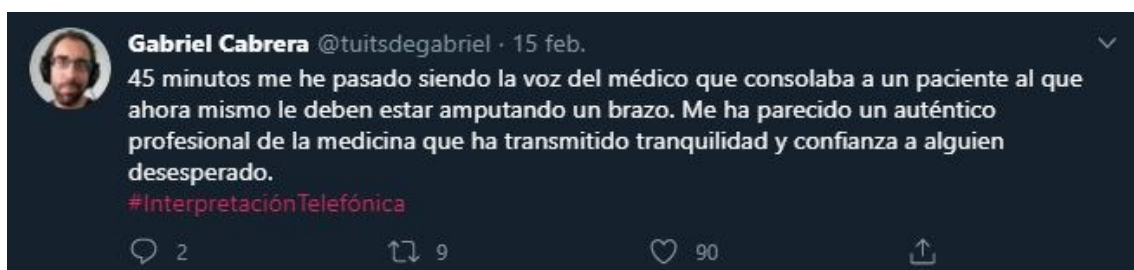 Gabriel Cabrera @tuitsdegabriel · 15 feb.
45 minutos me he pasado siendo la voz del médico que consolaba a un paciente al que
ahora mismo le deben estar amputando un brazo. Me ha parecido un auténtico
profesional de la medicina que ha transmitido tranquilidad y confianza a alguien
desesperado.
#InterpretaciónTelefónica
2 9 90